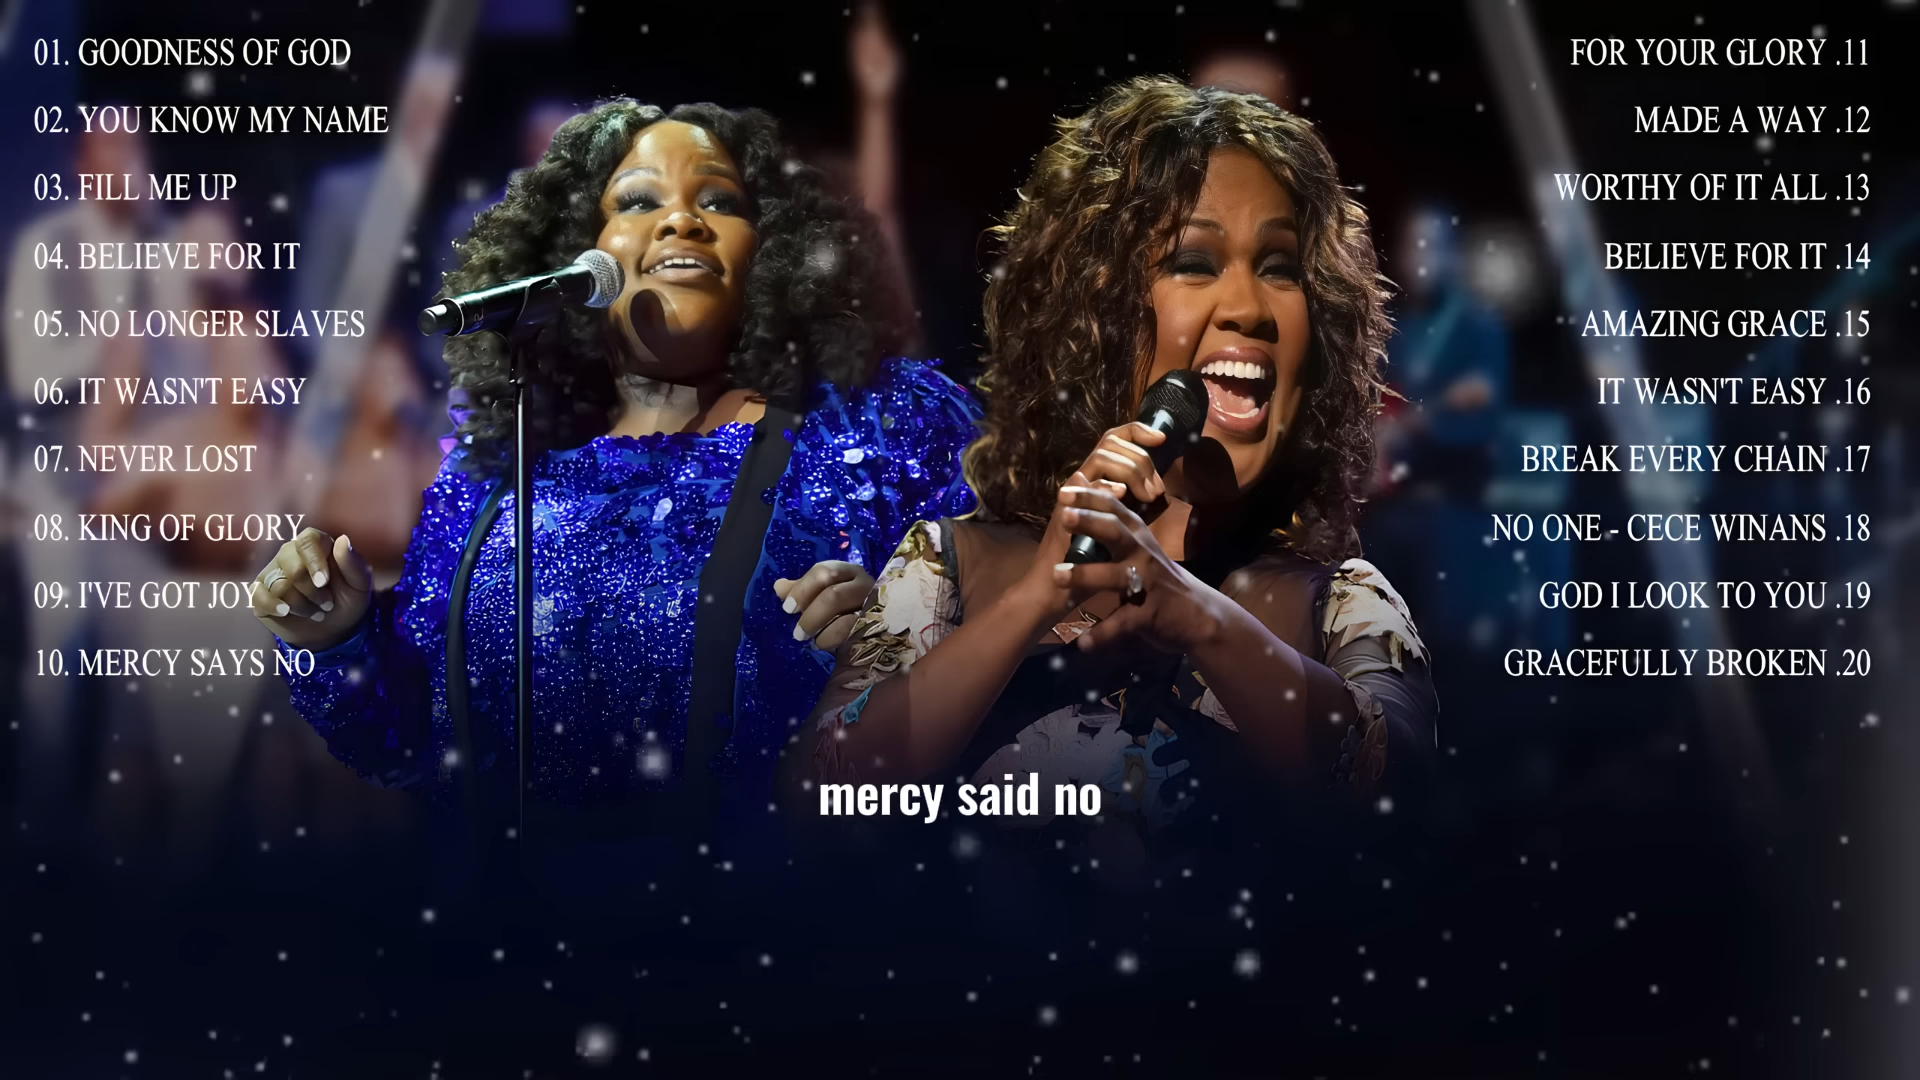 01. GOODNESS OF GOD
02. YOU KNOW MY NAME
03. FILL ME UP
04. BELIEVE FOR IT
05. NO LONGER SLAVES
06. IT WASN'T EASY
07. NEVER LOST
08. KING OF GLORY
09. I'VE GOT JOY
10. MERCY SAYS NO
FOR YOUR GLORY .11
MADE A WAY .12
WORTHY OF IT ALL .13
BELIEVE FOR IT .14
AMAZING GRACE .15
IT WASN'T EASY .16
BREAK EVERY CHAIN .17
NO ONE - CECE WINANS .18
GOD I LOOK TO YOU .19
GRACEFULLY BROKEN .20
mercy said no